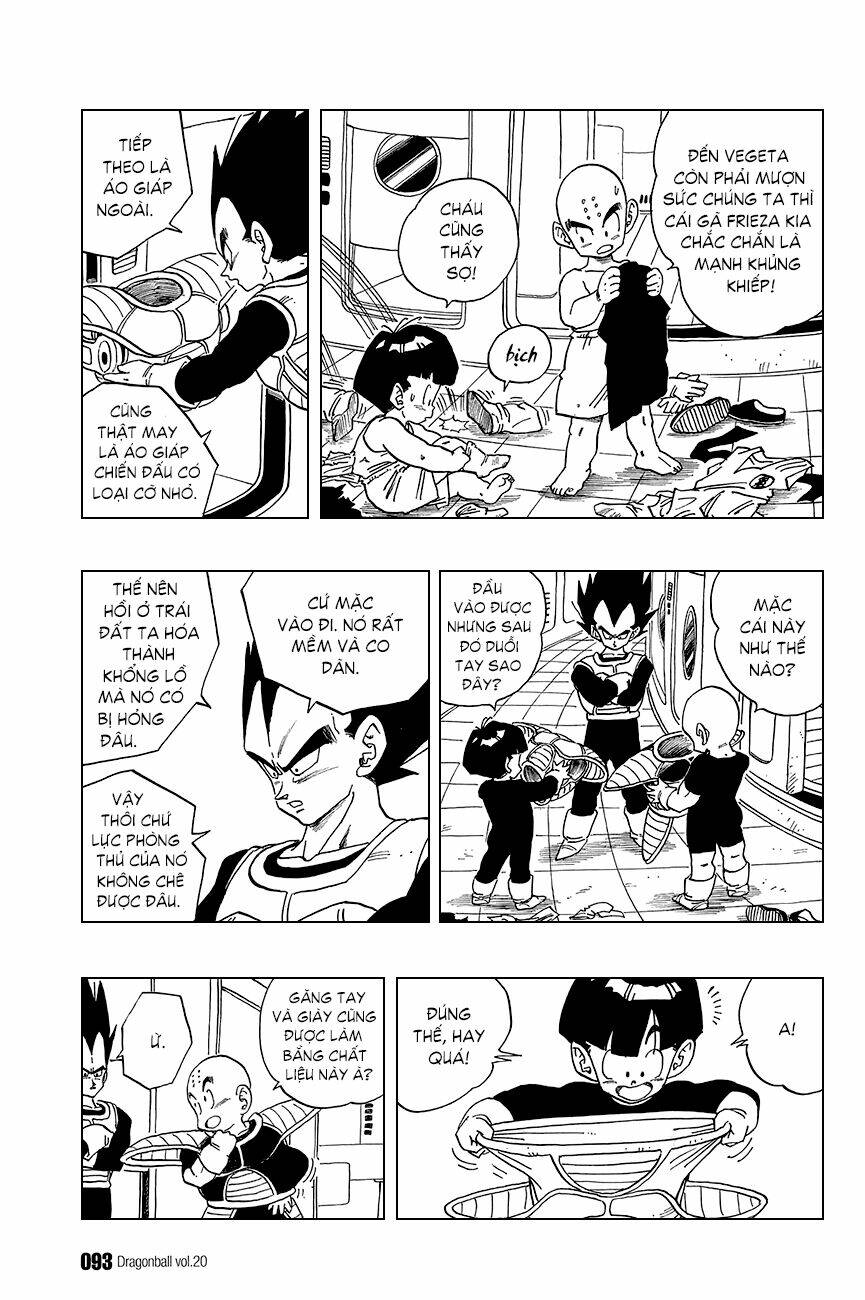 ĐẾN VEGETA
CÒN PHẢI MƯỢN
SỨC CHÚNG TA THÌ
CÁI GÃ FRIEZA KIA
CHẮC CHẮN LÀ
MẠNH KHỦNG
KHIẾP!
CHÁU
CŨNG
THẤY
SỢ!
bịch
TIẾP
THEO LÀ
ÁO GIÁP
NGOÀI.
CŨNG
THẬT MAY
LÀ ÁO GIÁP
CHIẾN ĐẤU CÓ
LOẠI CỠ NHỎ.
MẶC
CÁI NÀY
NHƯ THẾ
NÀO?
ĐẦU
VÀO ĐƯỢC
NHƯNG SAU
ĐÓ DUỖI
TAY SAO
ĐÂY?
CỨ MẶC
VÀO ĐI. NÓ RẤT
MỀM VÀ CO
DÃN.
THẾ NÊN
HỒI Ở TRÁI
ĐẤT TA HÓA
THÀNH
KHỔNG LỒ
MÀ NÓ CÓ
BỊ HỎNG
ĐÂU.
VẬY
THÔI CHỨ
LỰC PHÒNG
THỦ CỦA NÓ
KHÔNG CHÊ
ĐƯỢC ĐÂU.
A!
ĐÚNG
THẾ, HAY
QUÁ!
GĂNG TAY
VÀ GIÀY CŨNG
ĐƯỢC LÀM
BẰNG CHẤT
LIỆU NÀY À?
Ừ.
093 Dragonball vol.20